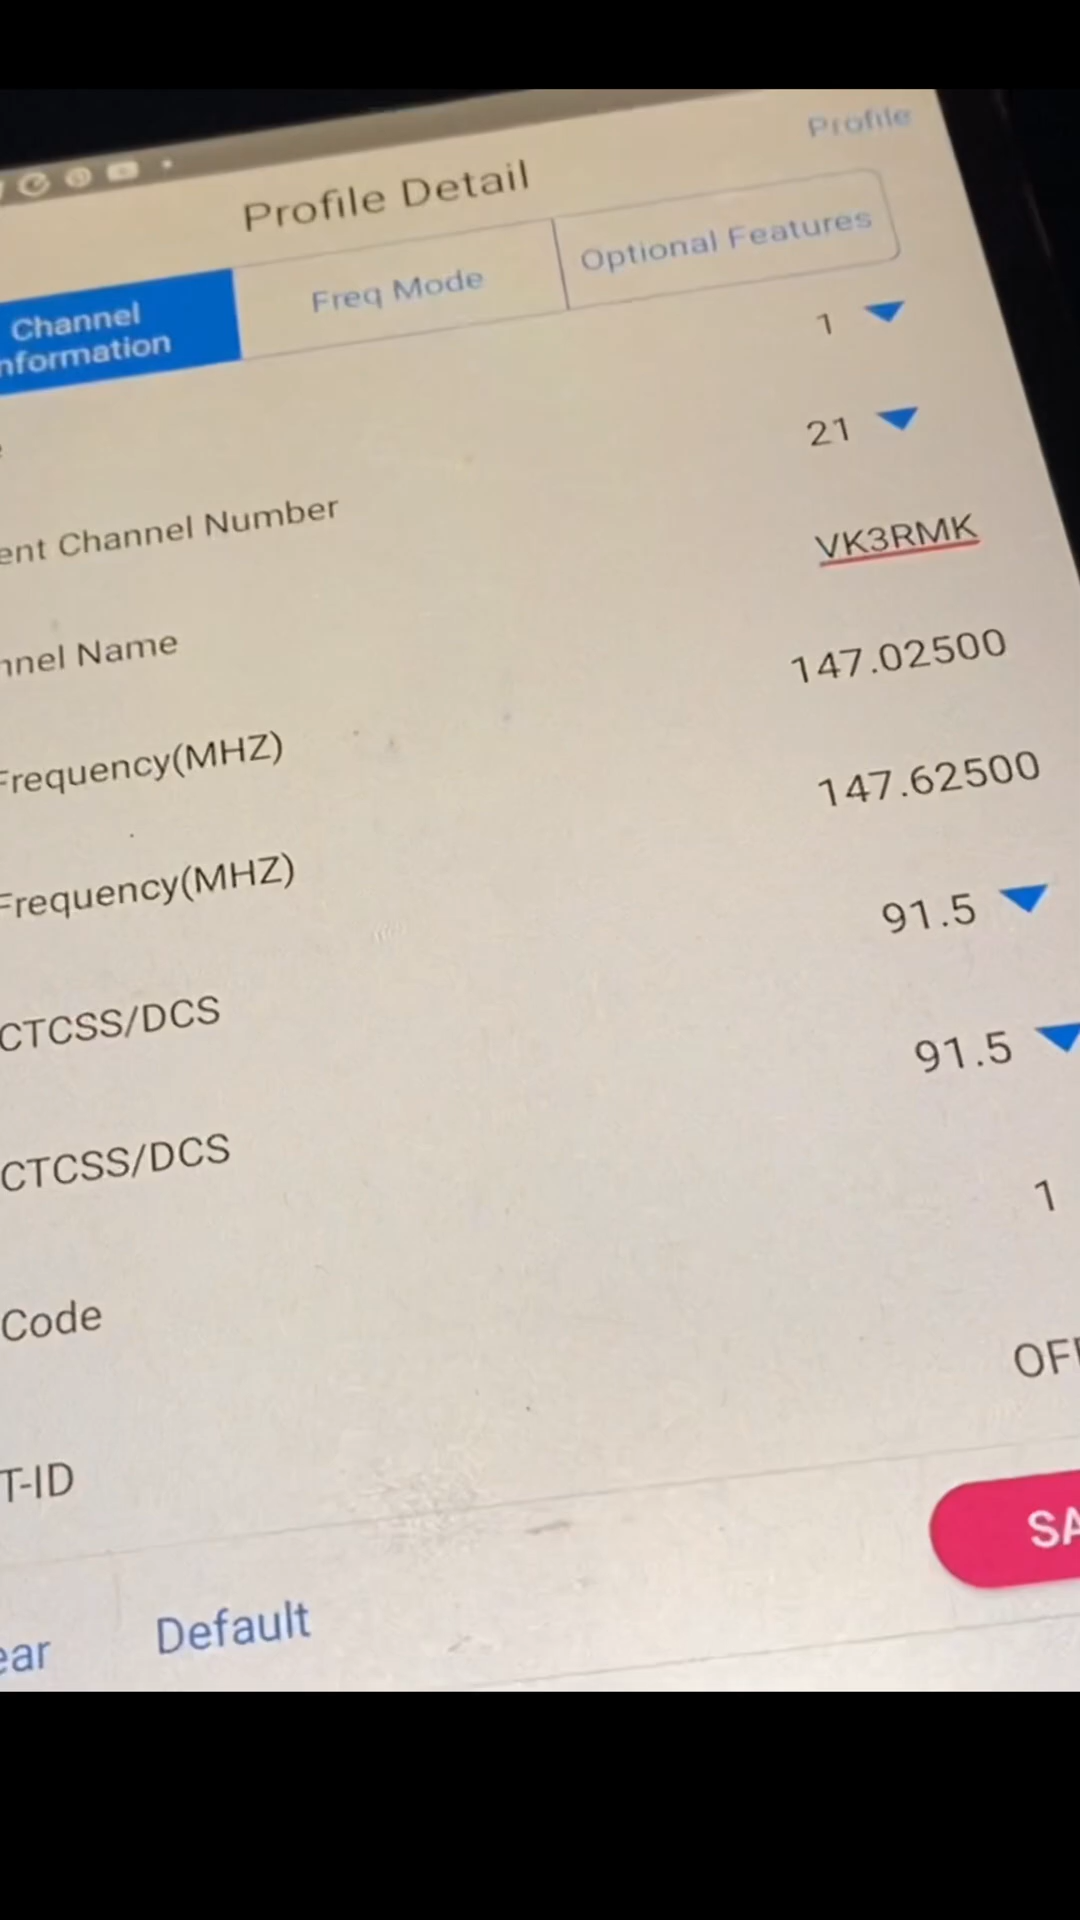 Profile
Profile Detail
Channel
nformation
Freq Mode
Optional Features
1
21
ent Channel Number
VK3RMK
nnel Name
147.02500
Frequency(MHZ)
147.62500
Frequency(MHZ)
91.5
CTCSS/DCS
91.5
CTCSS/DCS
1
Code
OFF
T-ID
SA
ear
Default